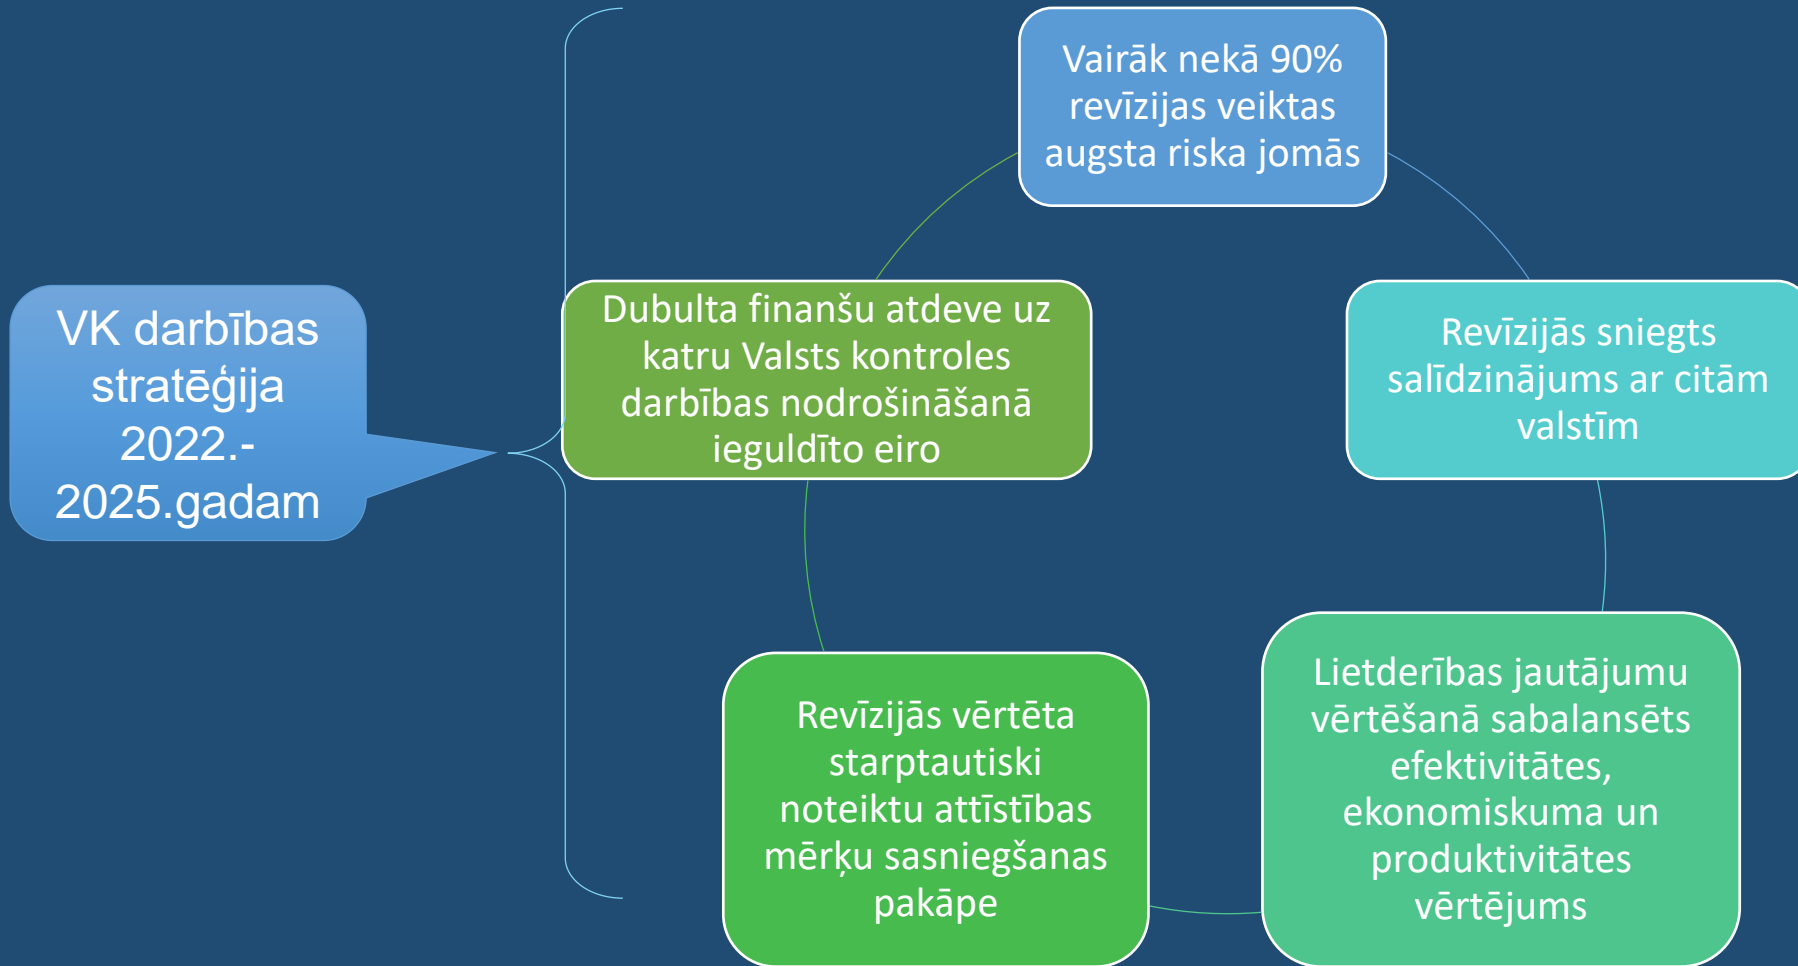 VK darbības
stratēģija
2022.-
2025.gadam
Vairāk nekā 90%
revīzijas veiktas
augsta riska jomās
Revīzijās sniegts
salīdzinājums ar citām
valstīm
Lietderības jautājumu
vērtēšanā sabalansēts
efektivitātes,
ekonomiskuma un
produktivitātes
vērtējums
Revīzijās vērtēta
starptautiski
noteiktu attīstības
mērķu sasniegšanas
pakāpe
Dubulta finanšu atdeve uz
katru Valsts kontroles
darbības nodrošināšanā
ieguldīto eiro